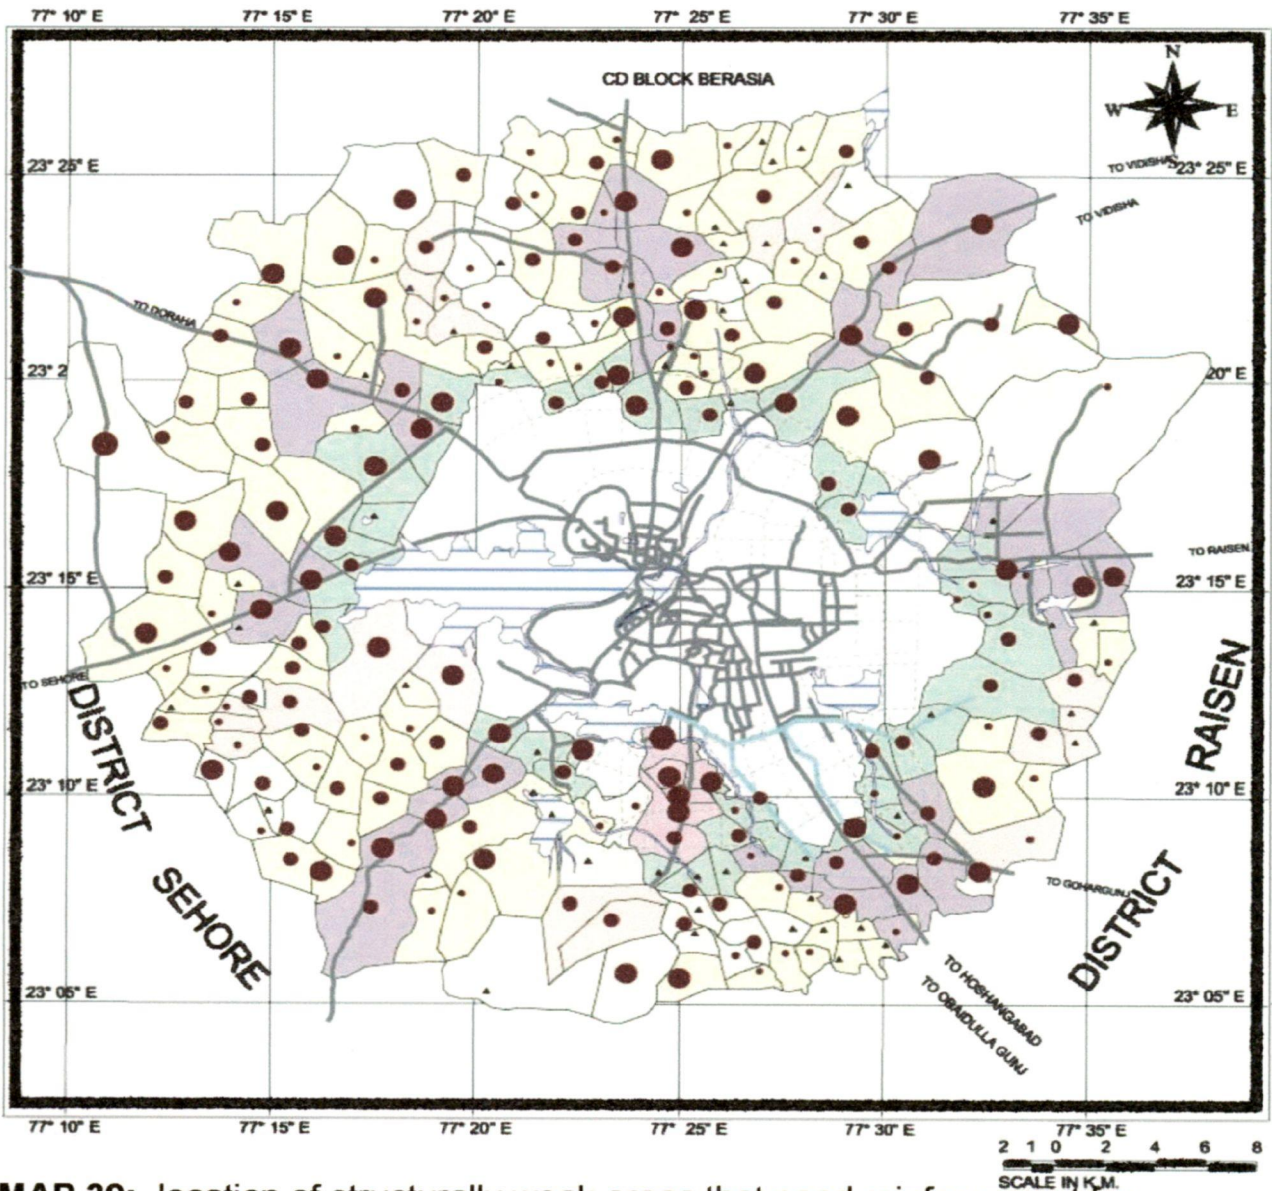 77° 10" E 77° 15" E 77° 20" E 77° 25" E 77° 30" E 77° 35" E
N
W E
S
CD BLOCK BERASIA
TO VIDISHA
23° 25" E 23° 25" E
TO VIDISHA
TO DORAHA
23° 2 20" E
TO RAISEN
23° 15" E 23° 15" E
TO SEHORE
DISTRICT SEHORE
RAISEN DISTRICT
23° 10" E 23° 10" E
TO GOHARGUNJ
TO HOSHANGABAD
TO OBAIDULLA GUNJ
23° 05" E 23° 05" E
77° 10" E 77° 15" E 77° 20" E 77° 25" E 77° 30" E 77° 35" E
2 1 0 2 4 6 8
SCALE IN K.M.